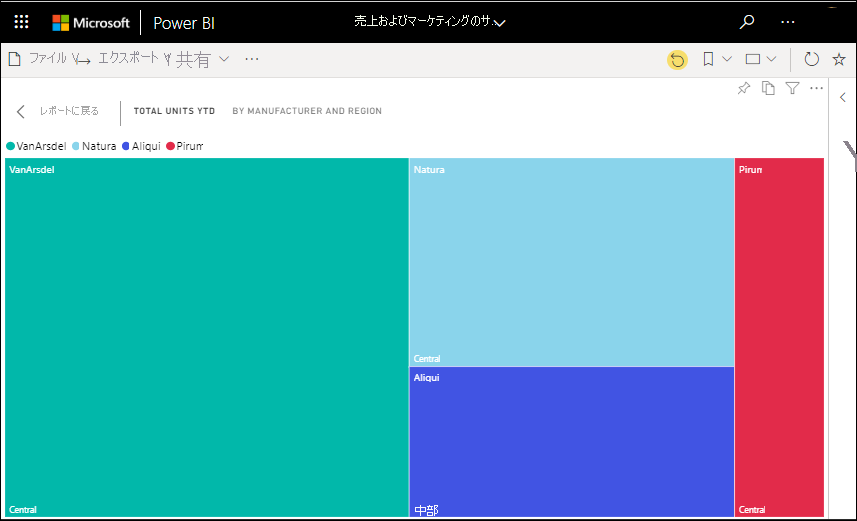 Microsoft Power BI 売上およびマーケティングのサ..
ファイル エクスポート 共有 ...
レポートに戻る TOTAL UNITS YTD BY MANUFACTURER AND REGION
VanArsdel Natura Aliqui Pirum
VanArsdel Natura Pirum
Central
Aliqui
Central 中部 Central